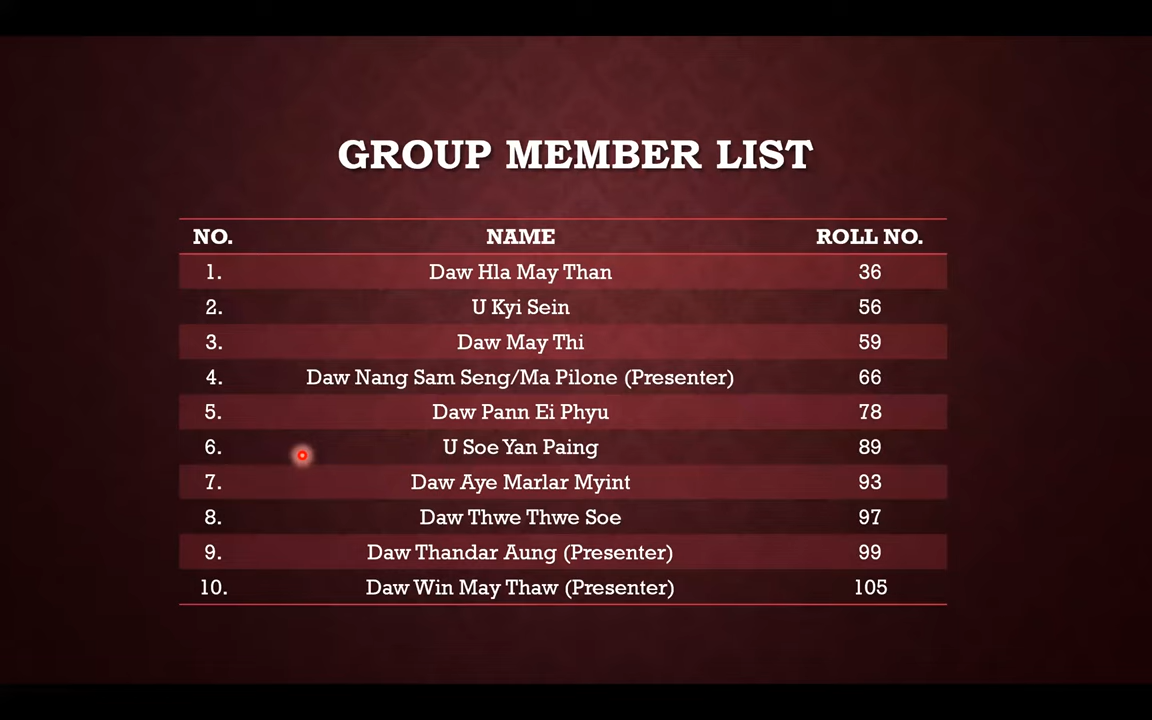 GROUP MEMBER LIST
NO. NAME ROLL NO.
1. Daw Hla May Than 36
2. U Kyi Sein 56
3. Daw May Thi 59
4. Daw Nang Sam Seng/Ma Pilone (Presenter) 66
5. Daw Pann Ei Phyu 78
6. U Soe Yan Paing 89
7. Daw Aye Marlar Myint 93
8. Daw Thwe Thwe Soe 97
9. Daw Thandar Aung (Presenter) 99
10. Daw Win May Thaw (Presenter) 105